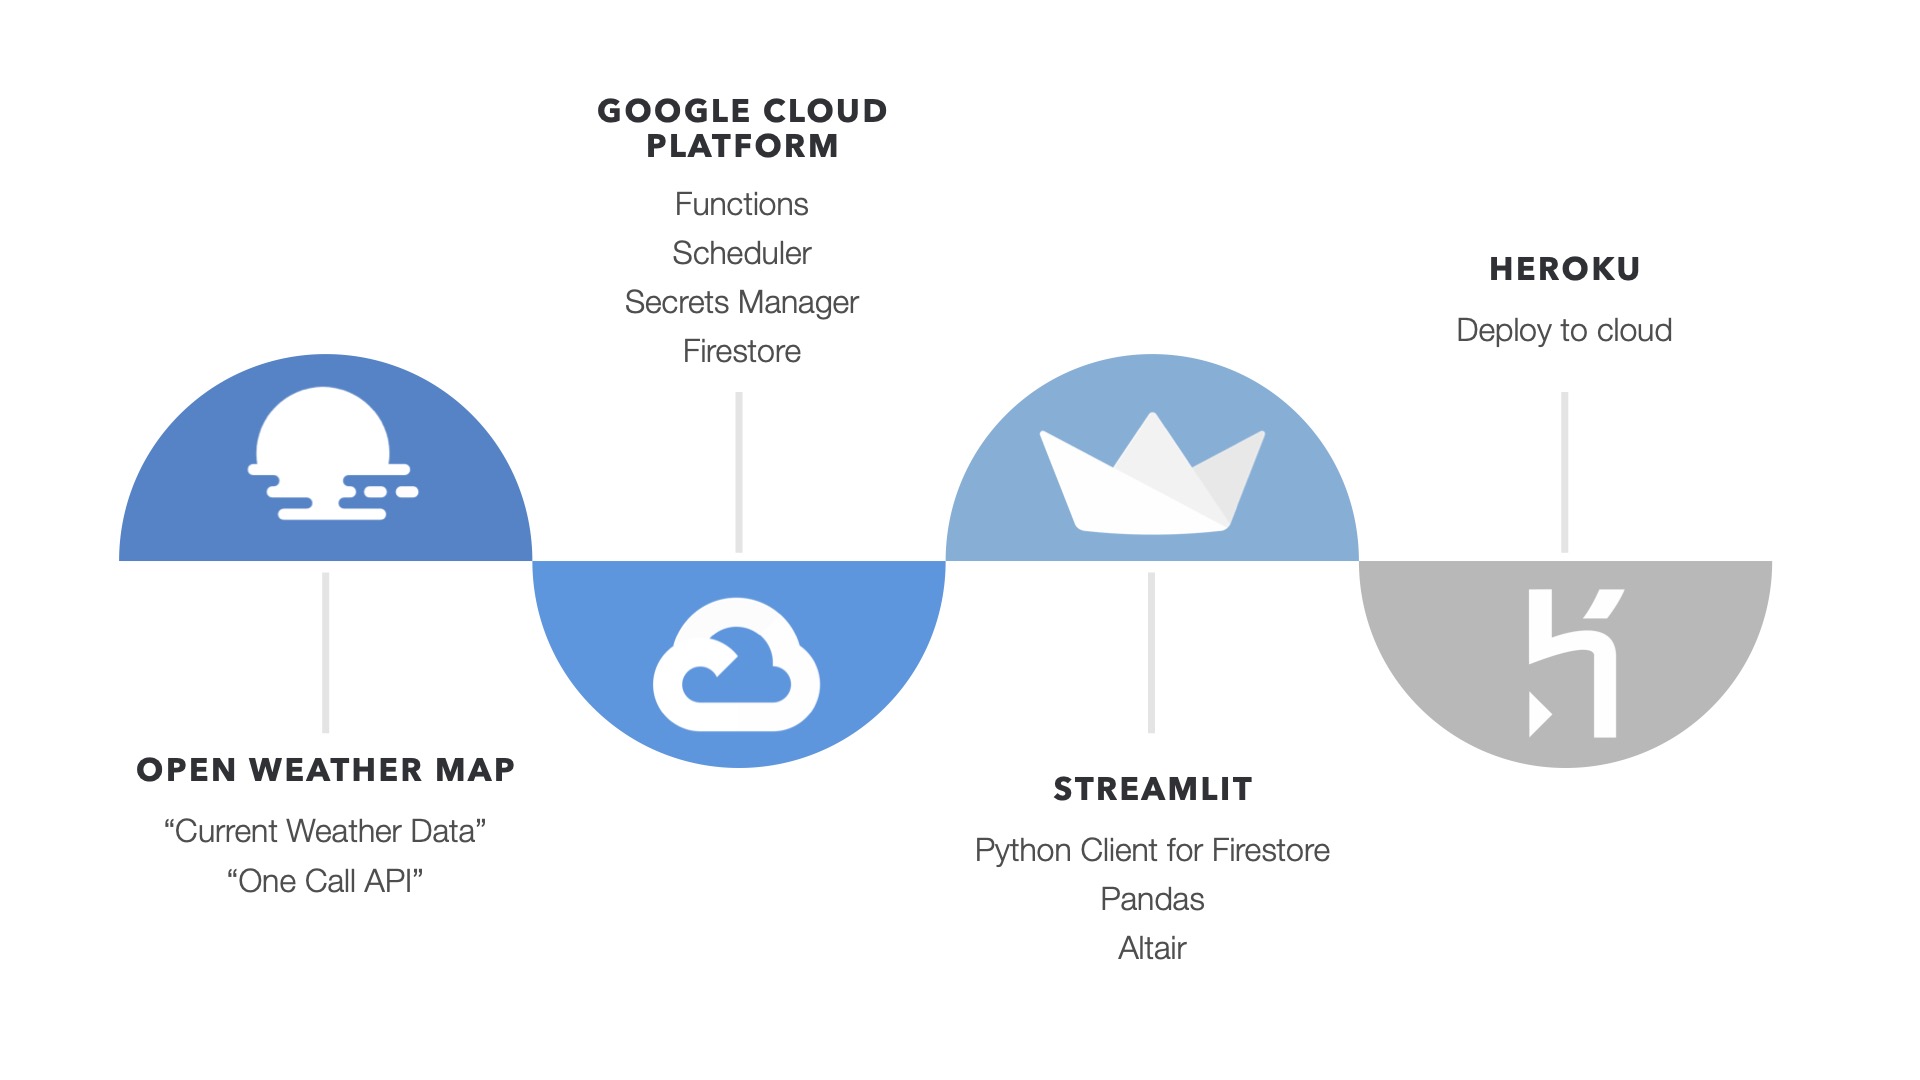 GOOGLE CLOUD
PLATFORM
Functions
Scheduler
Secrets Manager
Firestore
HEROKU
Deploy to cloud
OPEN WEATHER MAP
“Current Weather Data”
“One Call API”
STREAMLIT
Python Client for Firestore
Pandas
Altair